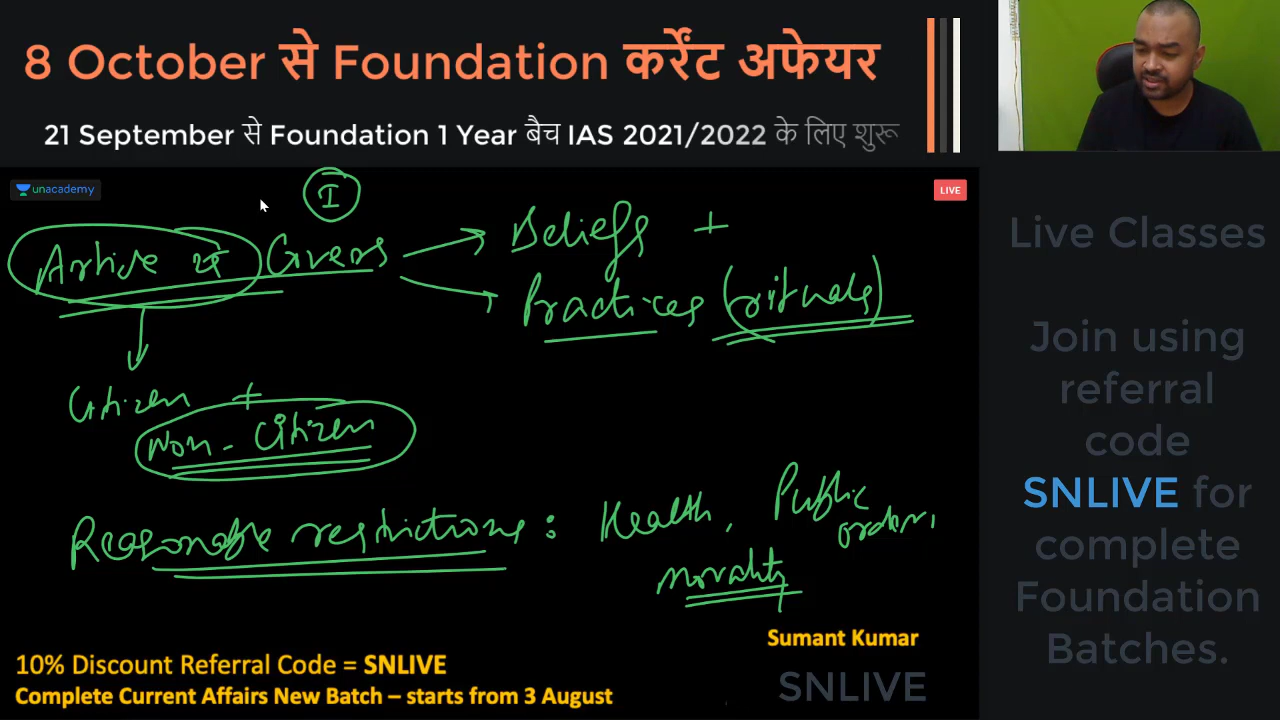 8 October से Foundation कर्रेंट अफेयर
21 September से Foundation 1 Year बैच IAS 2021/2022 के लिए शुरू
unacademy
LIVE
I
Article Covers
Beliefs +
Practices (rituals)
Citizen +
Non-Citizen
Reasonable restrictions : Health, Public order,
morality
Sumant Kumar
10% Discount Referral Code = SNLIVE
Complete Current Affairs New Batch – starts from 3 August
SNLIVE
Live Classes
Join using
referral
code
SNLIVE for
complete
Foundation
Batches.